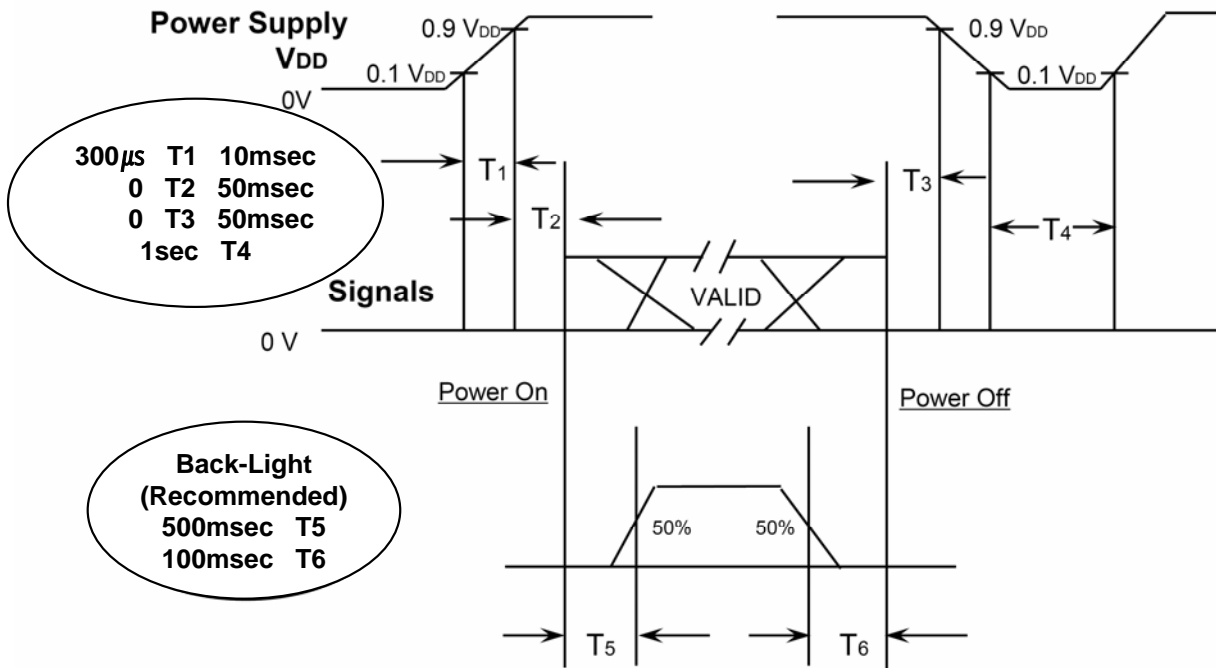 Power Supply
VDD
0.9 VDD
0.9 VDD
0.1 VDD
0.1 VDD
0V
300μs T1 10msec
0 T2 50msec
0 T3 50msec
1sec T4
T1
T3
T2
T4
Signals
VALID
0 V
Power On
Power Off
Back-Light
(Recommended)
500msec T5
100msec T6
50%
50%
T5
T6